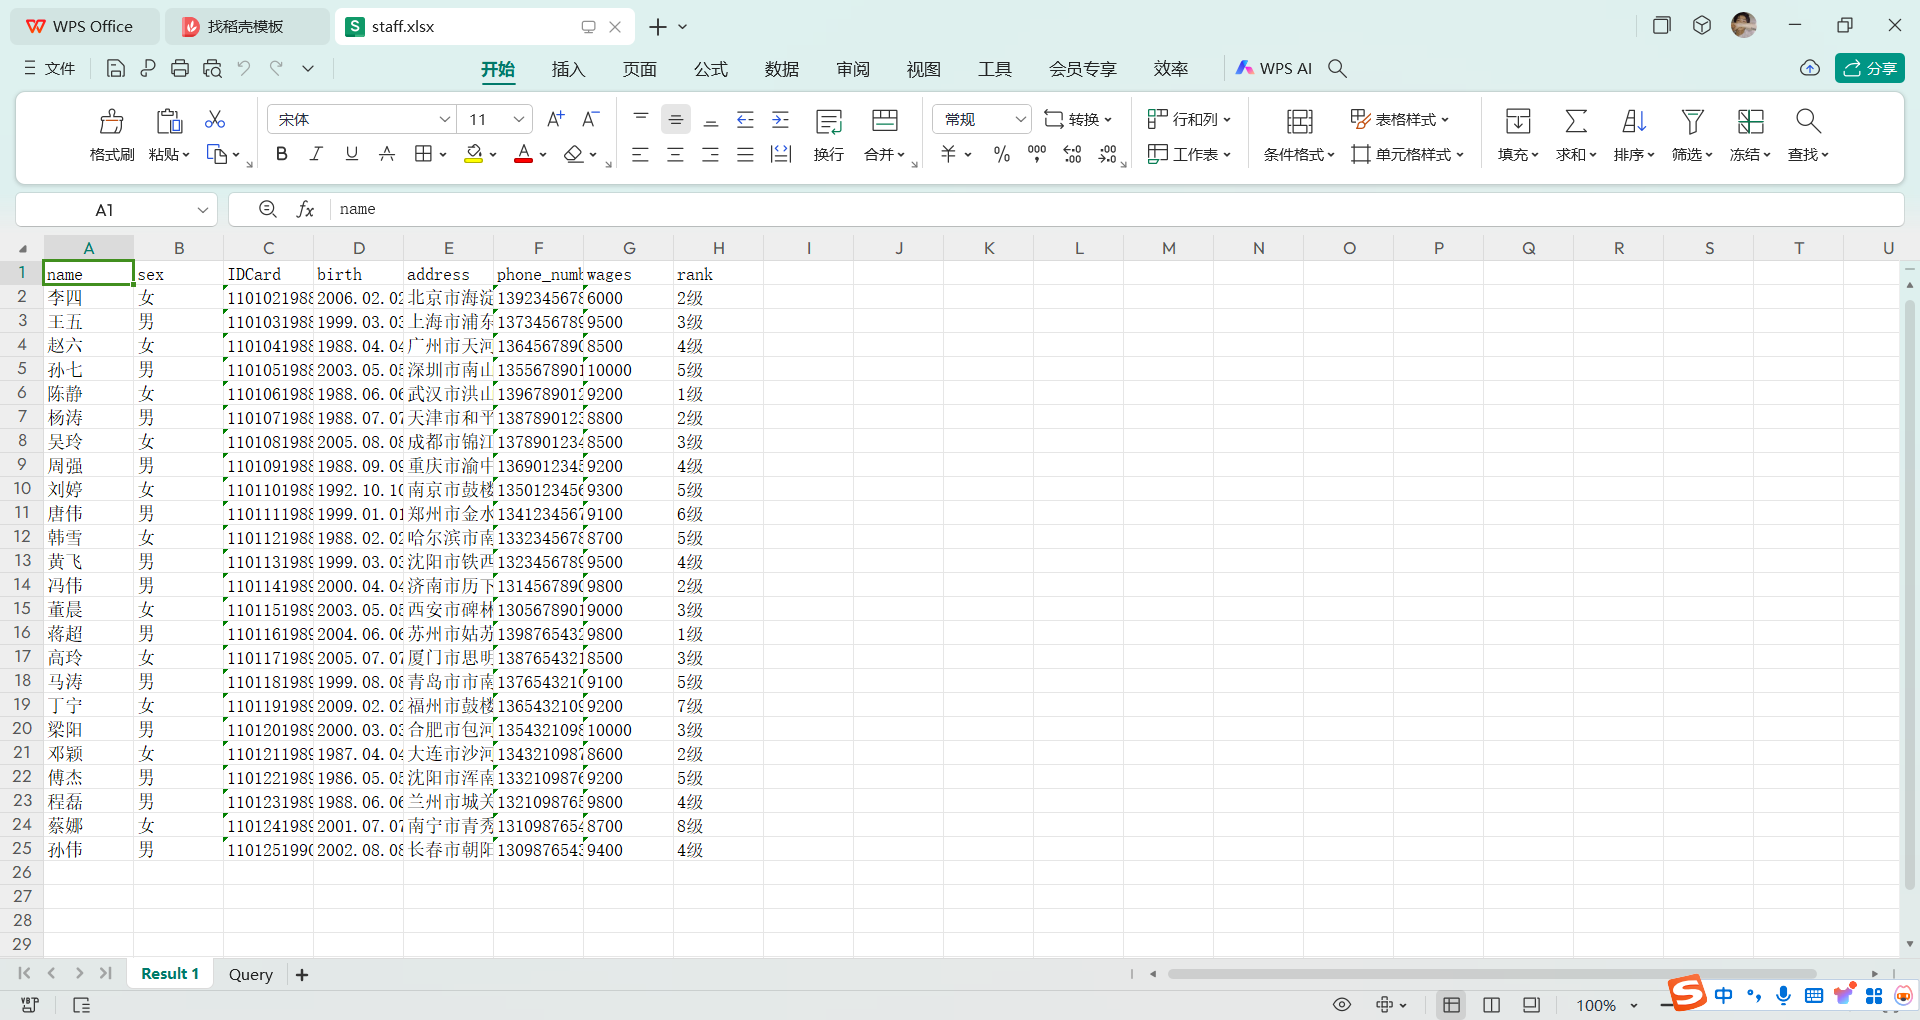 WPS Office 找稻壳模板 staff.xlsx
文件 开始 插入 页面 公式 数据 审阅 视图 工具 会员专享 效率 WPS AI 分享
宋体 11 常规 转换 行和列 表格样式
格式刷 粘贴 换行 合并 工作表 条件格式 单元格样式 填充 求和 排序 筛选 冻结 查找
A1 fx name
A B C D E F G H I J K L M N O P Q R S T U
1 name sex IDCard birth address phone_numb wages rank
2 李四 女 110102198 2006.02.02 北京市海淀 139234567 6000 2级
3 王五 男 110103198 1999.03.03 上海市浦东 137345678 9500 3级
4 赵六 女 110104198 1988.04.04 广州市天河 136456789 8500 4级
5 孙七 男 110105198 2003.05.05 深圳市南山 135567890 10000 5级
6 陈静 女 110106198 1988.06.06 武汉市洪山 139678901 9200 1级
7 杨涛 男 110107198 1988.07.07 天津市和平 138789012 8800 2级
8 吴玲 女 110108198 2005.08.08 成都市锦江 137890123 8500 3级
9 周强 男 110109198 1988.09.09 重庆市渝中 136901234 9200 4级
10 刘婷 女 110110198 1992.10.10 南京市鼓楼 135012345 9300 5级
11 唐伟 男 110111198 1999.01.01 郑州市金水 134123456 9100 6级
12 韩雪 女 110112198 1988.02.02 哈尔滨市南 133234567 8700 5级
13 黄飞 男 110113198 1999.03.03 沈阳市铁西 132345678 9500 4级
14 冯伟 男 110114198 2000.04.04 济南市历下 131456789 9800 2级
15 董晨 女 110115198 2003.05.05 西安市碑林 130567890 9000 3级
16 蒋超 男 110116198 2004.06.06 苏州市姑苏 139876543 9800 1级
17 高玲 女 110117198 2005.07.07 厦门市思明 138765432 8500 3级
18 马涛 男 110118198 1999.08.08 青岛市市南 137654321 9100 5级
19 丁宁 女 110119198 2009.02.02 福州市鼓楼 136543210 9200 7级
20 梁阳 男 110120198 2000.03.03 合肥市包河 135432109 10000 3级
21 邓颖 女 110121198 1987.04.04 大连市沙河 134321098 8600 2级
22 傅杰 男 110122198 1986.05.05 沈阳市浑南 133210987 9200 5级
23 程磊 男 110123198 1988.06.06 兰州市城关 132109876 9800 4级
24 蔡娜 女 110124198 2001.07.07 南宁市青秀 131098765 8700 8级
25 孙伟 男 110125199 2002.08.08 长春市朝阳 130987654 9400 4级
26
27
28
29
Result 1 Query
100% 中